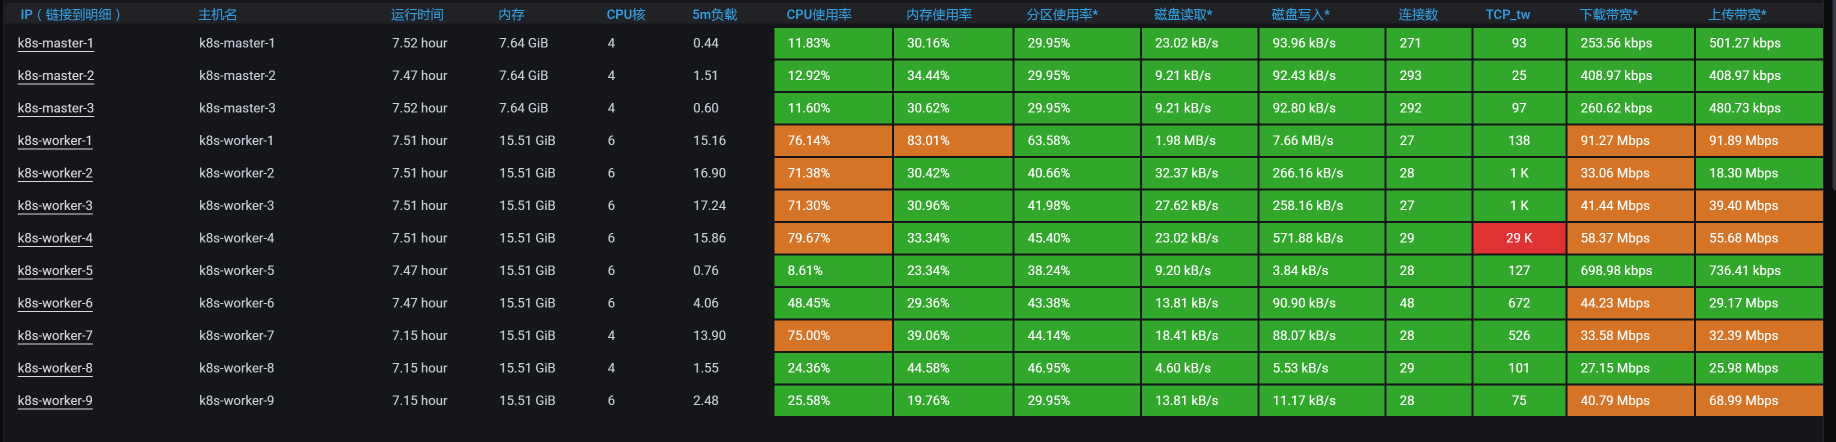 IP（链接到明细） 主机名 运行时间 内存 CPU核 5m负载 CPU使用率 内存使用率 分区使用率* 磁盘读取* 磁盘写入* 连接数 TCP_tw 下载带宽* 上传带宽*
k8s-master-1 k8s-master-1 7.52 hour 7.64 GiB 4 0.44 11.83% 30.16% 29.95% 23.02 kB/s 93.96 kB/s 271 93 253.56 kbps 501.27 kbps
k8s-master-2 k8s-master-2 7.47 hour 7.64 GiB 4 1.51 12.92% 34.44% 29.95% 9.21 kB/s 92.43 kB/s 293 25 408.97 kbps 408.97 kbps
k8s-master-3 k8s-master-3 7.52 hour 7.64 GiB 4 0.60 11.60% 30.62% 29.95% 9.21 kB/s 92.80 kB/s 292 97 260.62 kbps 480.73 kbps
k8s-worker-1 k8s-worker-1 7.51 hour 15.51 GiB 6 15.16 76.14% 83.01% 63.58% 1.98 MB/s 7.66 MB/s 27 138 91.27 Mbps 91.89 Mbps
k8s-worker-2 k8s-worker-2 7.51 hour 15.51 GiB 6 16.90 71.38% 30.42% 40.66% 32.37 kB/s 266.16 kB/s 28 1 K 33.06 Mbps 18.30 Mbps
k8s-worker-3 k8s-worker-3 7.51 hour 15.51 GiB 6 17.24 71.30% 30.96% 41.98% 27.62 kB/s 258.16 kB/s 27 1 K 41.44 Mbps 39.40 Mbps
k8s-worker-4 k8s-worker-4 7.51 hour 15.51 GiB 6 15.86 79.67% 33.34% 45.40% 23.02 kB/s 571.88 kB/s 29 29 K 58.37 Mbps 55.68 Mbps
k8s-worker-5 k8s-worker-5 7.47 hour 15.51 GiB 6 0.76 8.61% 23.34% 38.24% 9.20 kB/s 3.84 kB/s 28 127 698.98 kbps 736.41 kbps
k8s-worker-6 k8s-worker-6 7.47 hour 15.51 GiB 6 4.06 48.45% 29.36% 43.38% 13.81 kB/s 90.90 kB/s 48 672 44.23 Mbps 29.17 Mbps
k8s-worker-7 k8s-worker-7 7.15 hour 15.51 GiB 4 13.90 75.00% 39.06% 44.14% 18.41 kB/s 88.07 kB/s 28 526 33.58 Mbps 32.39 Mbps
k8s-worker-8 k8s-worker-8 7.15 hour 15.51 GiB 4 1.55 24.36% 44.58% 46.95% 4.60 kB/s 5.53 kB/s 29 101 27.15 Mbps 25.98 Mbps
k8s-worker-9 k8s-worker-9 7.15 hour 15.51 GiB 6 2.48 25.58% 19.76% 29.95% 13.81 kB/s 11.17 kB/s 28 75 40.79 Mbps 68.99 Mbps